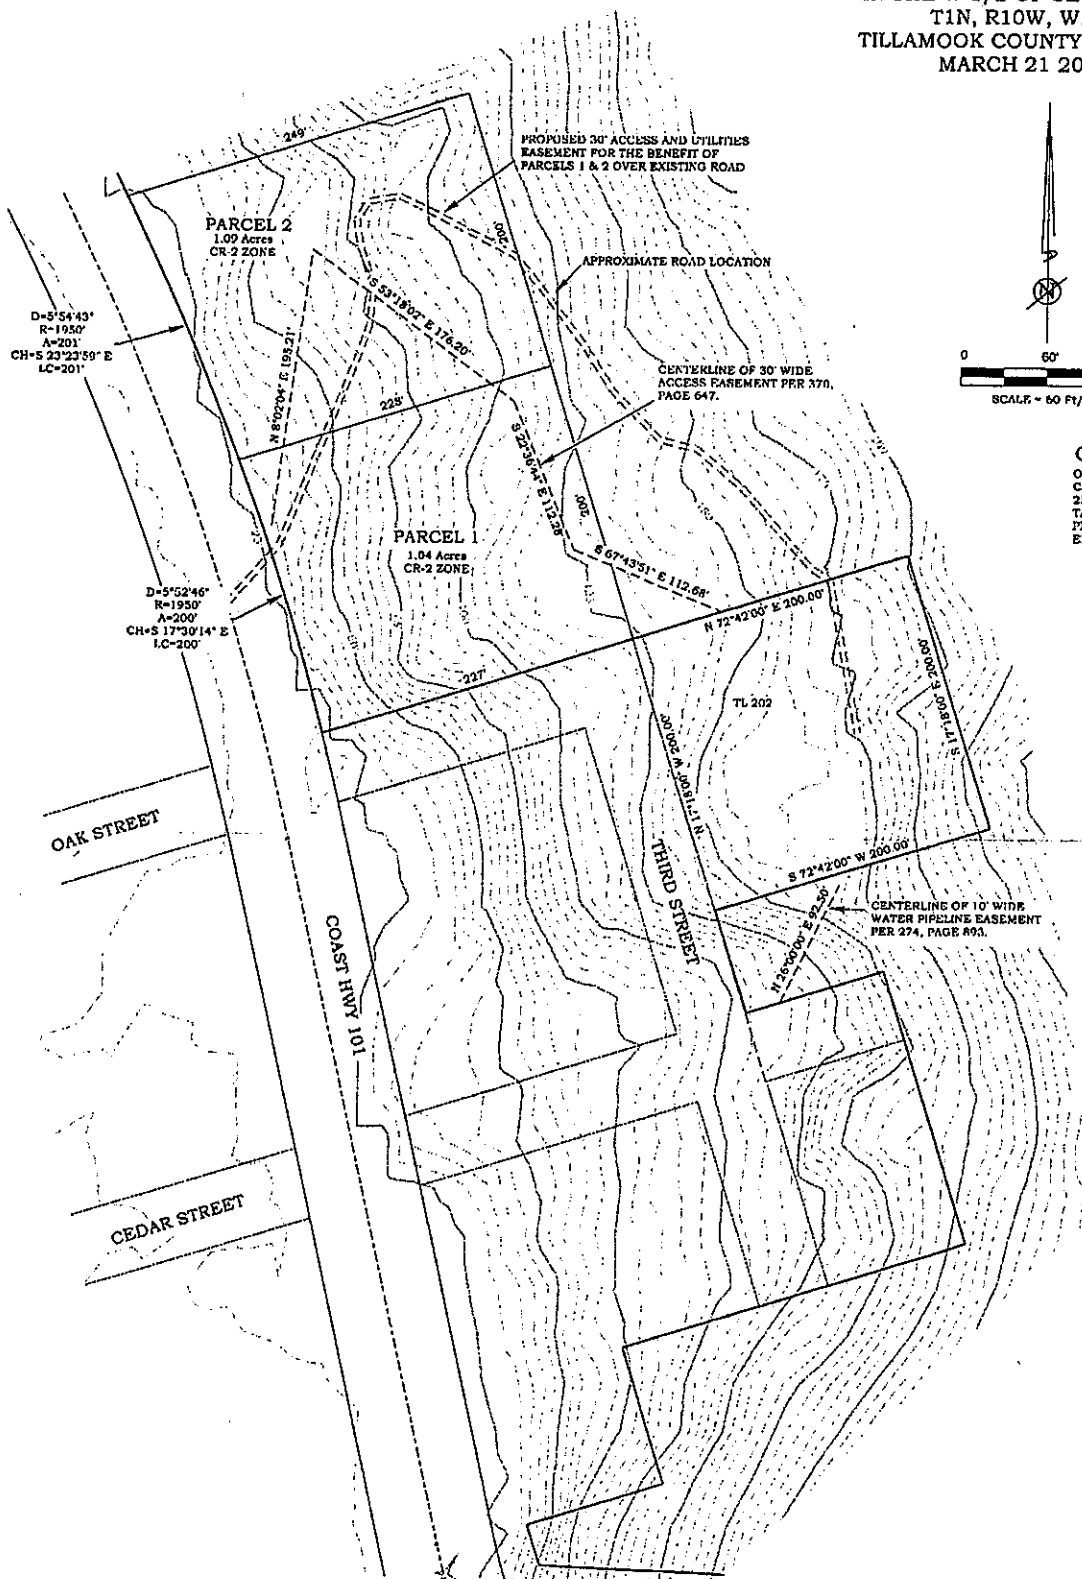 T1N, R10W, W.
TILLAMOOK COUNTY
MARCH 21 20
PROPOSED 30' ACCESS AND UTILITIES
EASEMENT FOR THE BENEFIT OF
PARCELS 1 & 2 OVER EXISTING ROAD
249'
PARCEL 2
1.09 Acres
CR-2 ZONE
200'
APPROXIMATE ROAD LOCATION
S 53°18'02" E 176.20'
D=5°54'43"
R=1950'
A=201'
CH=S 23°23'59" E
LC=201'
N 8°02'04" E 193.21'
CENTERLINE OF 30' WIDE
ACCESS EASEMENT PER 370,
PAGE 647.
0 60'
SCALE ~ 60 Ft/
225'
S 22°36'44" E 112.28'
200'
PARCEL 1
1.04 Acres
CR-2 ZONE
S 67°43'51" E 112.68'
D=5°52'46"
R=1950'
A=200'
CH=S 17°30'14" E
LC=200'
N 72°42'00" E 200.00'
227'
TL 202
S 17°18'00" E 200.00'
N 17°18'00" W 200.00'
OAK STREET
THIRD STREET
S 72°42'00" W 200.00'
CENTERLINE OF 10' WIDE
WATER PIPELINE EASEMENT
PER 274, PAGE 893.
N 26°00'00" E 92.50'
COAST HWY 101
CEDAR STREET